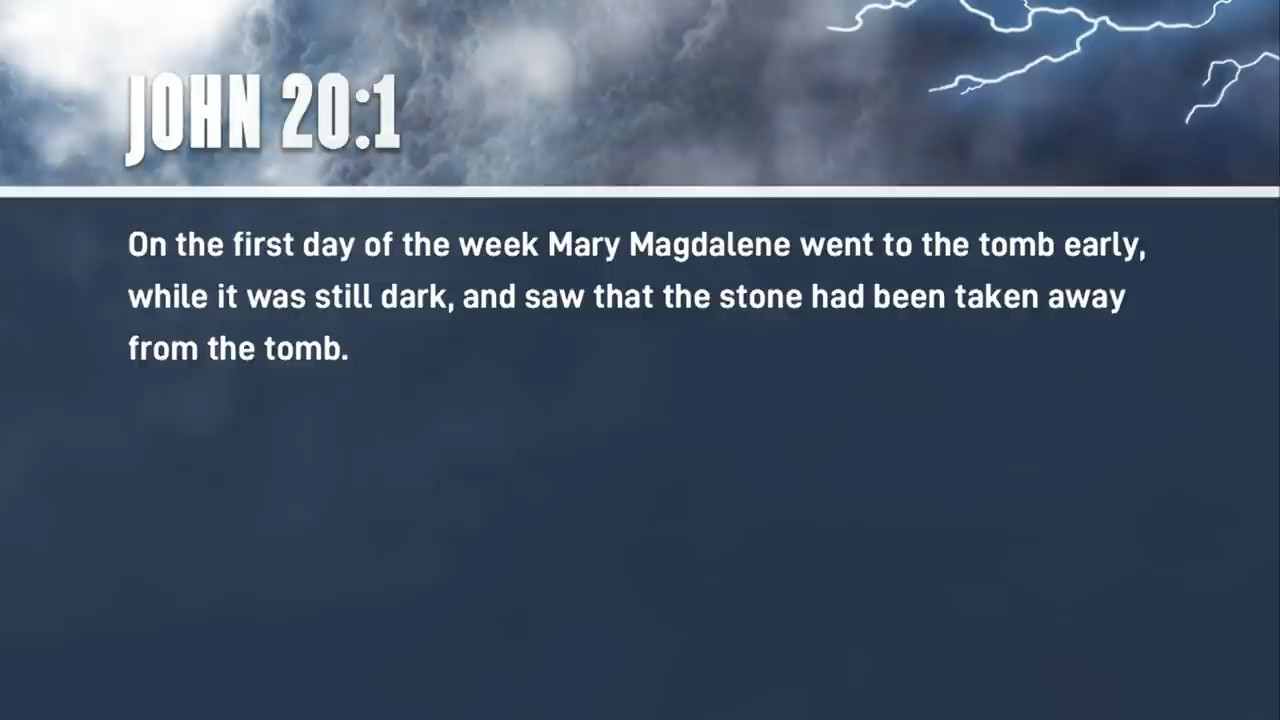 JOHN 20:1
On the first day of the week Mary Magdalene went to the tomb early,
while it was still dark, and saw that the stone had been taken away
from the tomb.